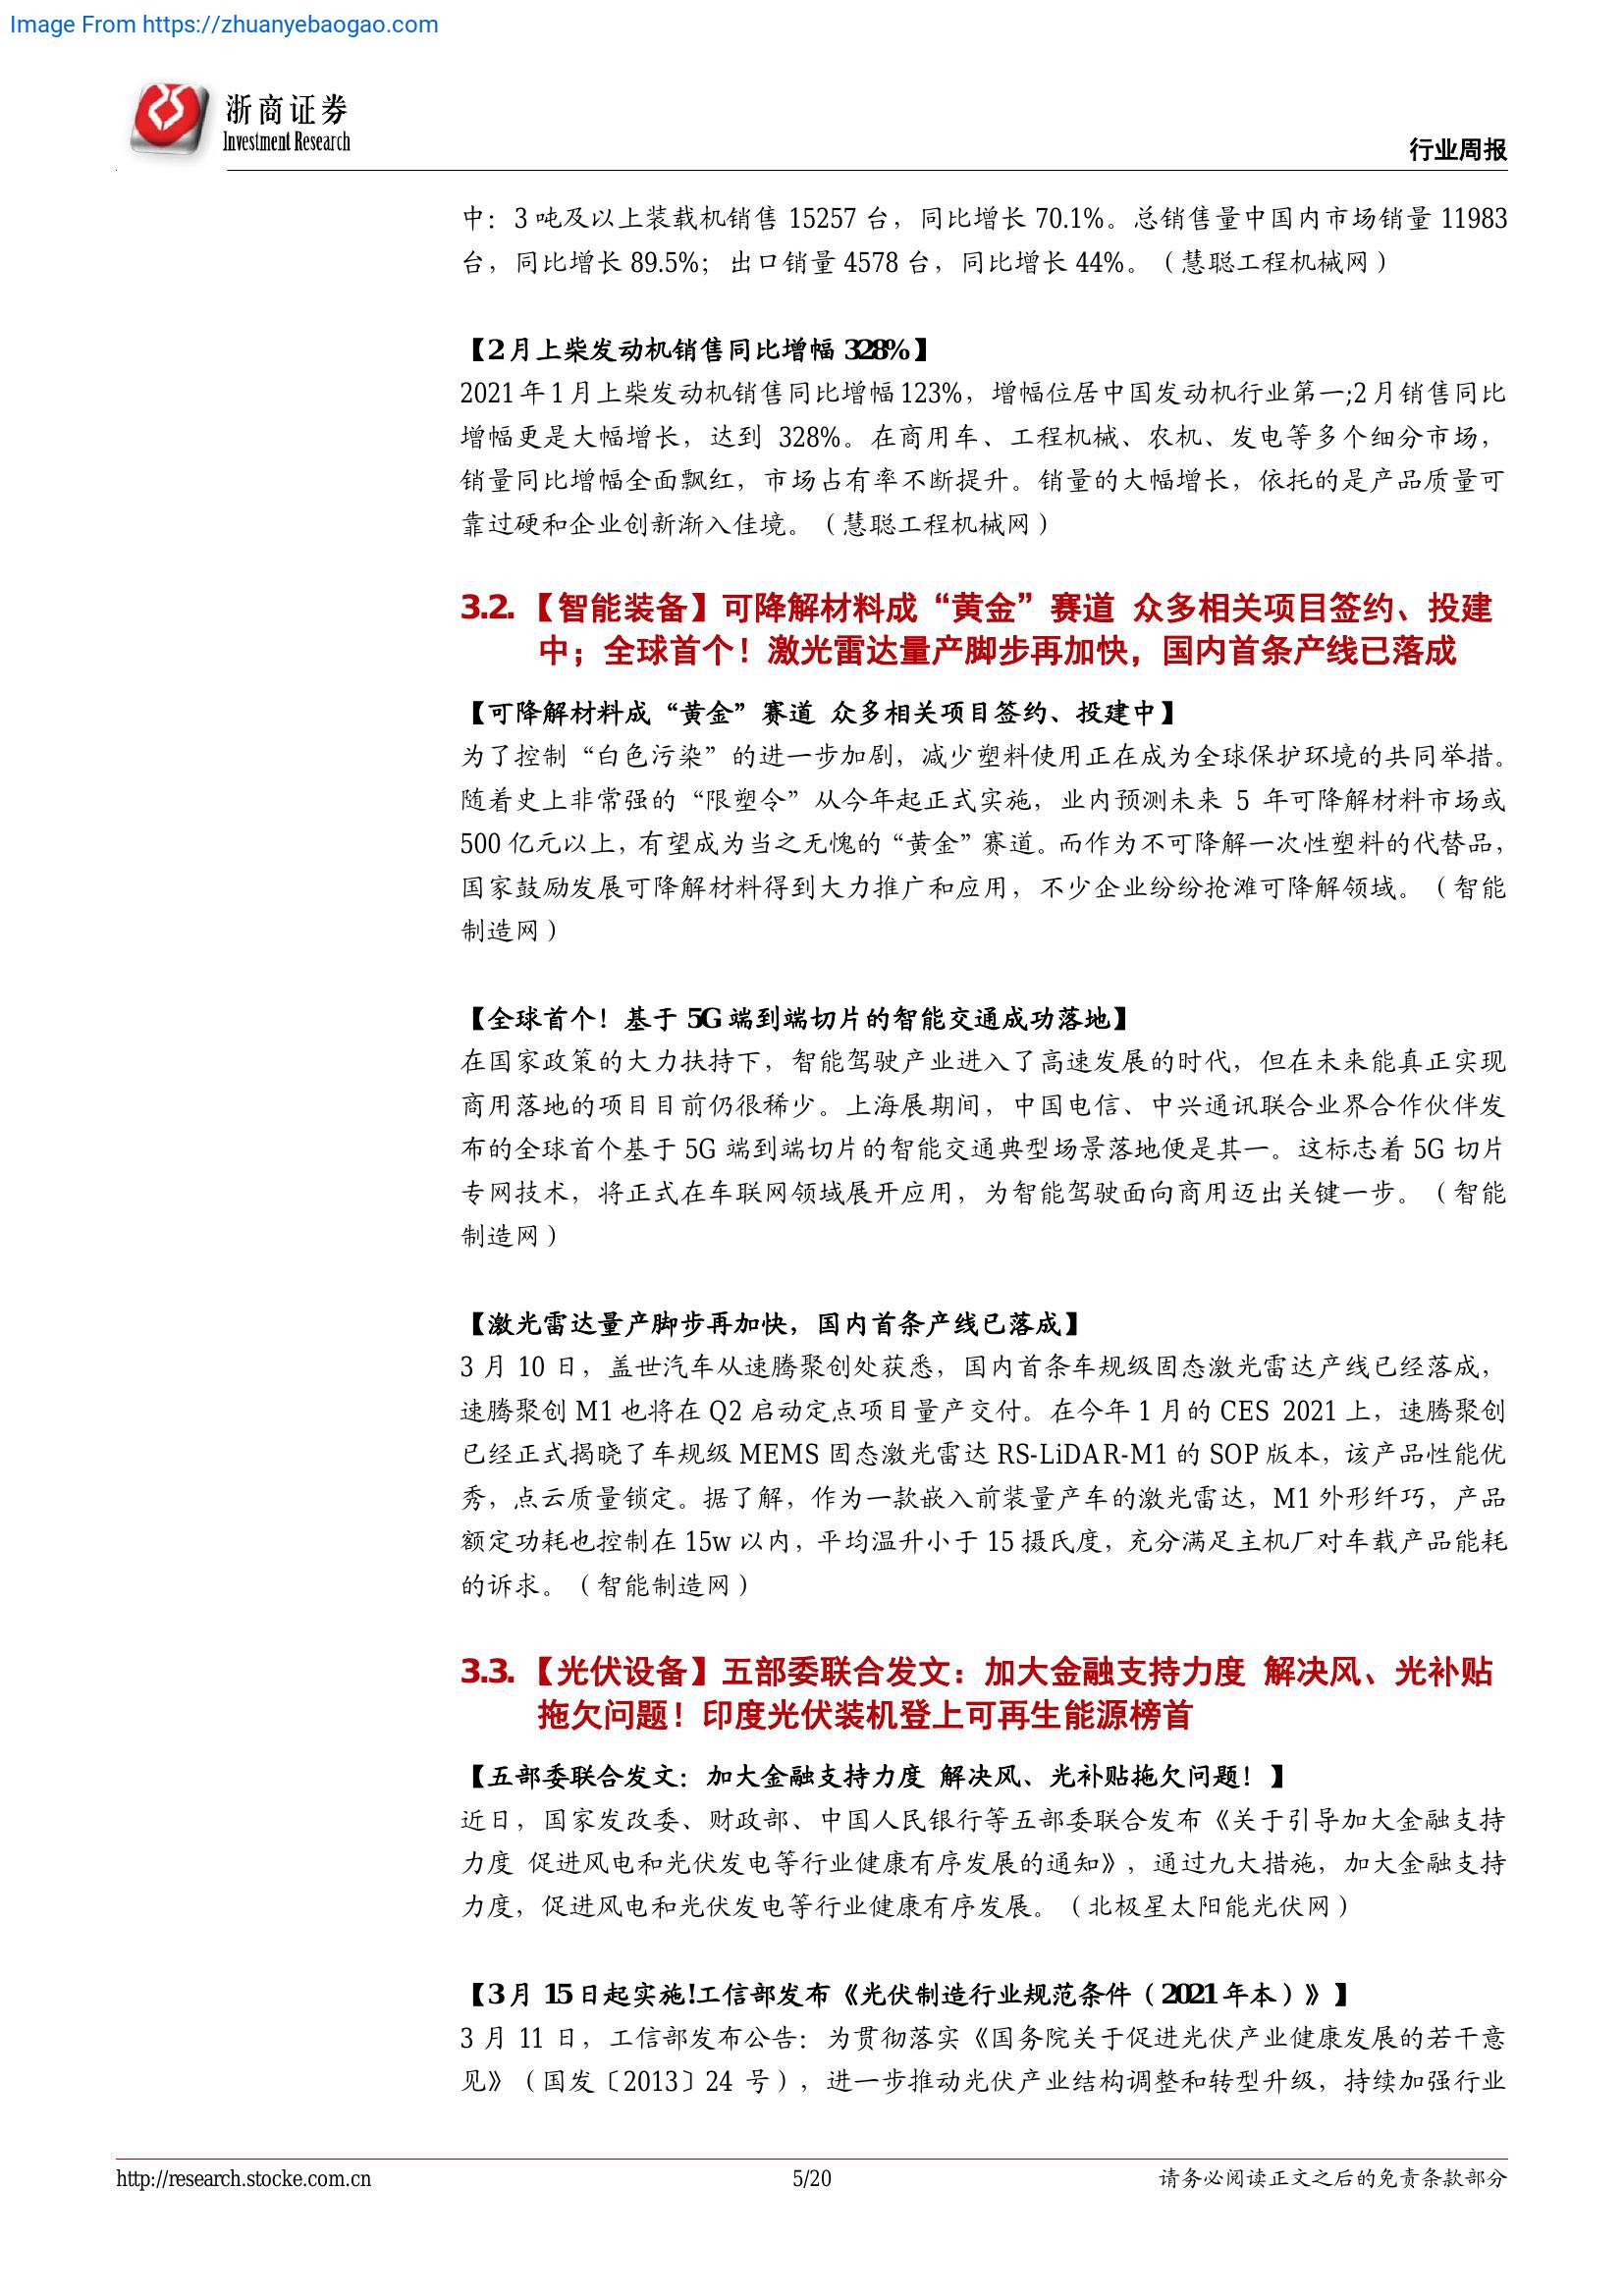 Image From https://zhuanyebaogao.com
浙商证券
Investment Research
行业周报
中：3 吨及以上装载机销售 15257 台，同比增长 70.1%。总销售量中国内市场销量 11983
台，同比增长 89.5%；出口销量 4578 台，同比增长 44%。（慧聪工程机械网）
【2 月上柴发动机销售同比增幅 328%】
2021 年 1 月上柴发动机销售同比增幅 123%，增幅位居中国发动机行业第一;2 月销售同比
增幅更是大幅增长，达到 328%。在商用车、工程机械、农机、发电等多个细分市场，
销量同比增幅全面飘红，市场占有率不断提升。销量的大幅增长，依托的是产品质量可
靠过硬和企业创新渐入佳境。（慧聪工程机械网）
3.2. 【智能装备】可降解材料成“黄金”赛道 众多相关项目签约、投建
中；全球首个！激光雷达量产脚步再加快，国内首条产线已落成
【可降解材料成“黄金”赛道 众多相关项目签约、投建中】
为了控制“白色污染”的进一步加剧，减少塑料使用正在成为全球保护环境的共同举措。
随着史上非常强的“限塑令”从今年起正式实施，业内预测未来 5 年可降解材料市场或
500 亿元以上，有望成为当之无愧的“黄金”赛道。而作为不可降解一次性塑料的代替品，
国家鼓励发展可降解材料得到大力推广和应用，不少企业纷纷抢滩可降解领域。（智能
制造网）
【全球首个！基于 5G 端到端切片的智能交通成功落地】
在国家政策的大力扶持下，智能驾驶产业进入了高速发展的时代，但在未来能真正实现
商用落地的项目目前仍很稀少。上海展期间，中国电信、中兴通讯联合业界合作伙伴发
布的全球首个基于 5G 端到端切片的智能交通典型场景落地便是其一。这标志着 5G 切片
专网技术，将正式在车联网领域展开应用，为智能驾驶面向商用迈出关键一步。（智能
制造网）
【激光雷达量产脚步再加快，国内首条产线已落成】
3 月 10 日，盖世汽车从速腾聚创处获悉，国内首条车规级固态激光雷达产线已经落成，
速腾聚创 M1 也将在 Q2 启动定点项目量产交付。在今年 1 月的 CES 2021 上，速腾聚创
已经正式揭晓了车规级 MEMS 固态激光雷达 RS-LiDAR-M1 的 SOP 版本，该产品性能优
秀，点云质量锁定。据了解，作为一款嵌入前装量产车的激光雷达，M1 外形纤巧，产品
额定功耗也控制在 15w 以内，平均温升小于 15 摄氏度，充分满足主机厂对车载产品能耗
的诉求。（智能制造网）
3.3. 【光伏设备】五部委联合发文：加大金融支持力度 解决风、光补贴
拖欠问题！印度光伏装机登上可再生能源榜首
【五部委联合发文：加大金融支持力度 解决风、光补贴拖欠问题！】
近日，国家发改委、财政部、中国人民银行等五部委联合发布《关于引导加大金融支持
力度 促进风电和光伏发电等行业健康有序发展的通知》，通过九大措施，加大金融支持
力度，促进风电和光伏发电等行业健康有序发展。（北极星太阳能光伏网）
【3 月 15 日起实施!工信部发布《光伏制造行业规范条件（2021 年本）》】
3 月 11 日，工信部发布公告：为贯彻落实《国务院关于促进光伏产业健康发展的若干意
见》（国发〔2013〕24 号），进一步推动光伏产业结构调整和转型升级，持续加强行业
http://research.stocke.com.cn
5/20
请务必阅读正文之后的免责条款部分